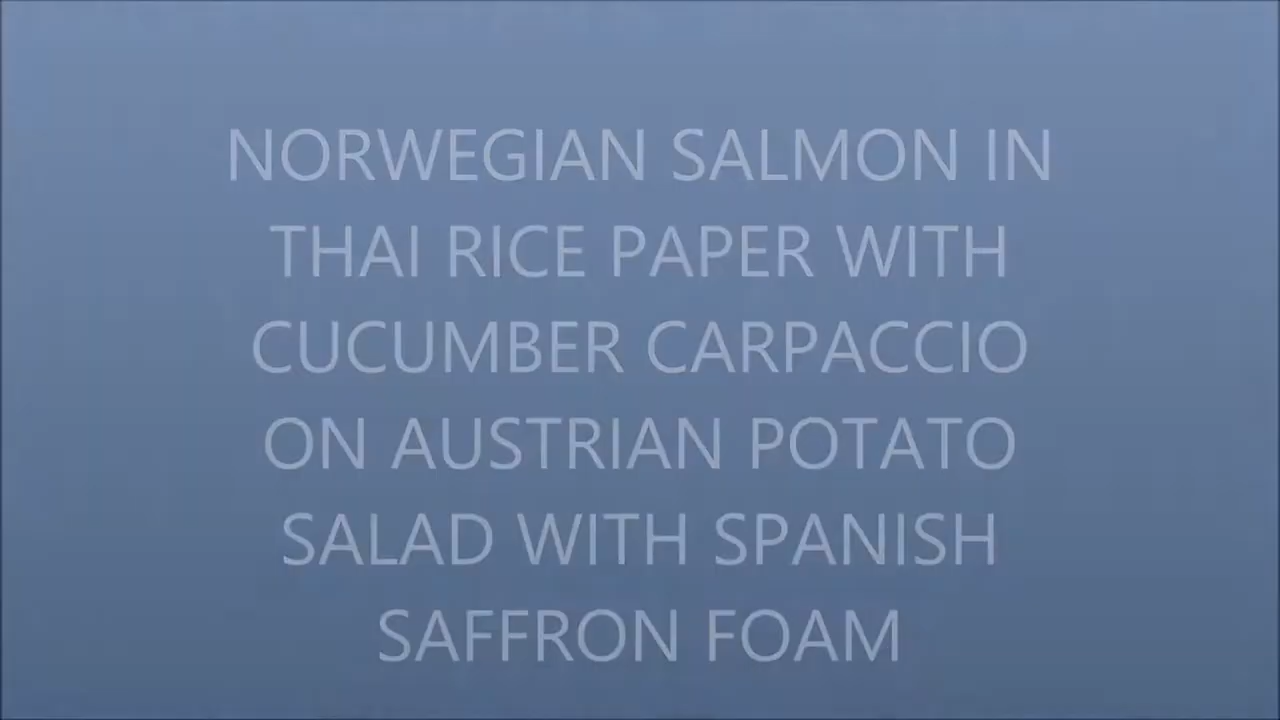 NORWEGIAN SALMON IN
THAI RICE PAPER WITH
CUCUMBER CARPACCIO
ON AUSTRIAN POTATO
SALAD WITH SPANISH
SAFFRON FOAM